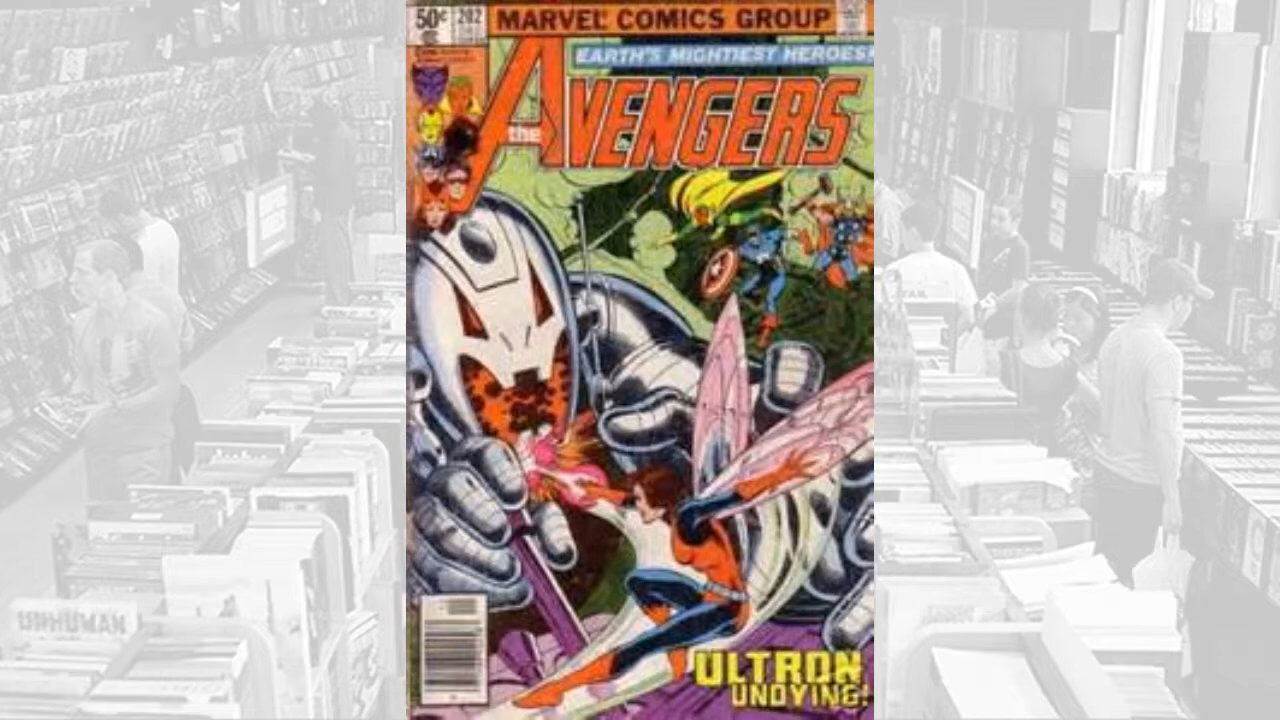 50¢
202
MARVEL COMICS GROUP
EARTH'S MIGHTIEST HEROES!
the AVENGERS
ULTRON
UNDYING!
UNHUMAN